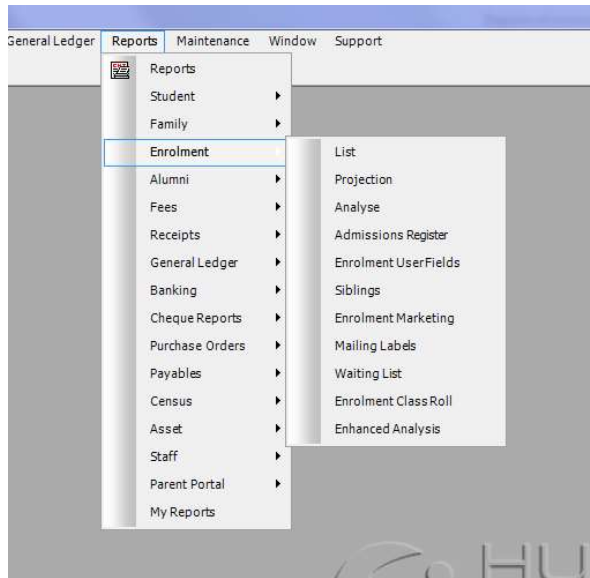 General Ledger Reports Maintenance Window Support
Reports
Student
Family
Enrolment
Alumni
Fees
Receipts
General Ledger
Banking
Cheque Reports
Purchase Orders
Payables
Census
Asset
Staff
Parent Portal
My Reports
List
Projection
Analyse
Admissions Register
Enrolment UserFields
Siblings
Enrolment Marketing
Mailing Labels
Waiting List
Enrolment Class Roll
Enhanced Analysis